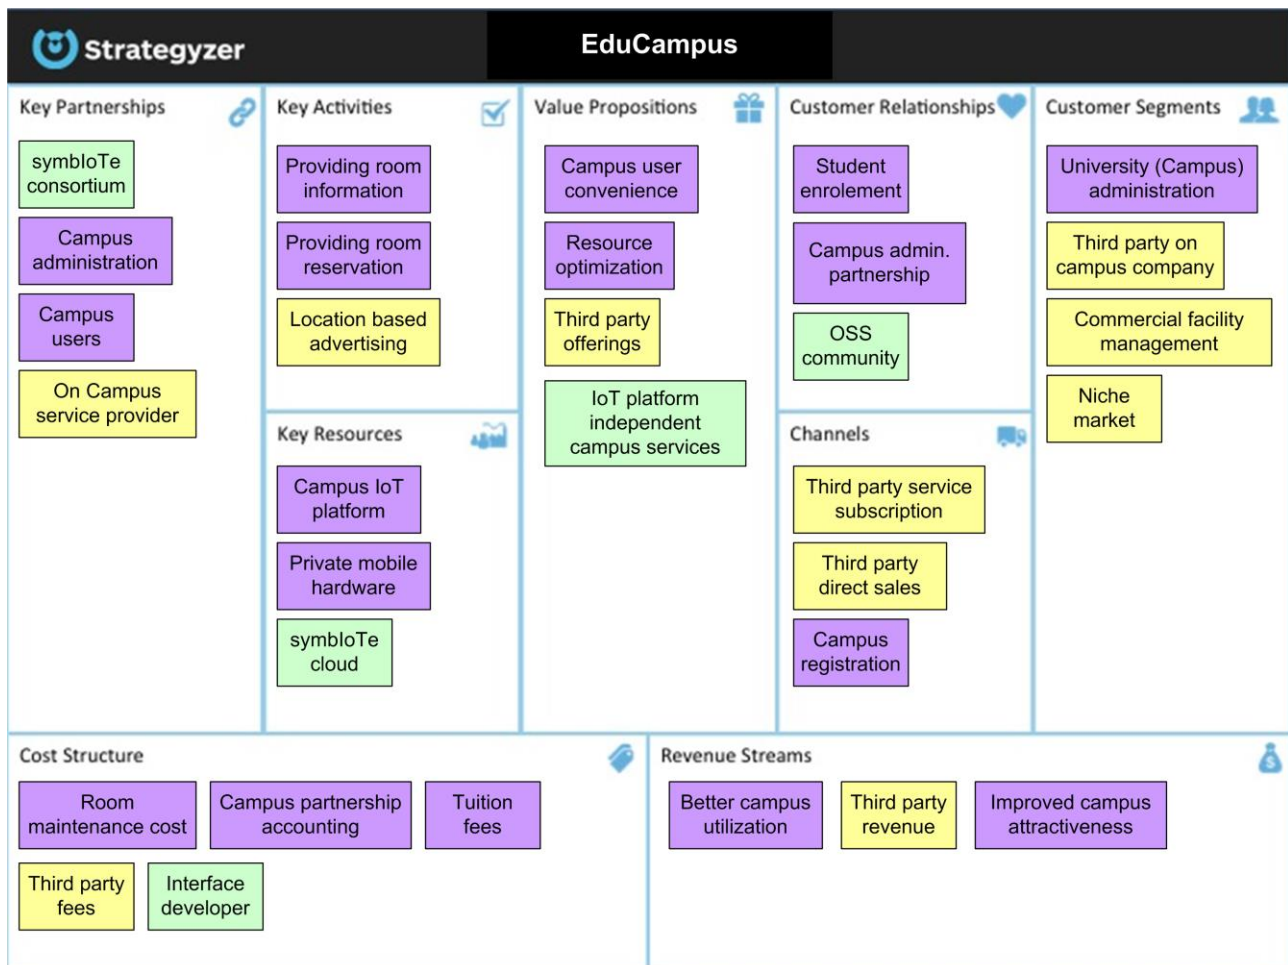 Strategyzer
EduCampus
Key Partnerships
symbIoTe
consortium
Campus
administration
Campus
users
On Campus
service provider
Key Activities
Providing room
information
Providing room
reservation
Location based
advertising
Key Resources
Campus IoT
platform
Private mobile
hardware
symbIoTe
cloud
Value Propositions
Campus user
convenience
Resource
optimization
Third party
offerings
IoT platform
independent
campus services
Customer Relationships
Student
enrolement
Campus admin.
partnership
OSS
community
Channels
Third party service
subscription
Third party
direct sales
Campus
registration
Customer Segments
University (Campus)
administration
Third party on
campus company
Commercial facility
management
Niche
market
Cost Structure
Room
maintenance cost
Campus partnership
accounting
Tuition
fees
Third party
fees
Interface
developer
Revenue Streams
Better campus
utilization
Third party
revenue
Improved campus
attractiveness
$